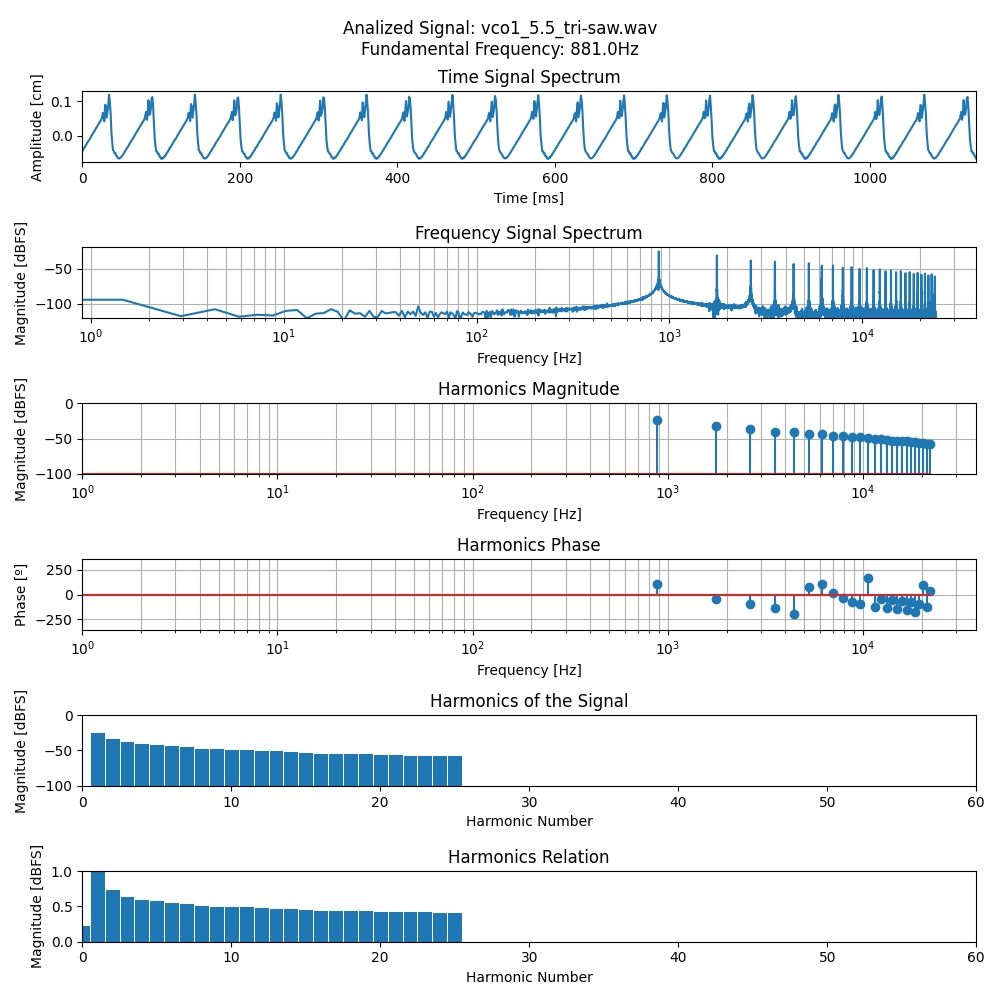 Analized Signal: vco1_5.5_tri-saw.wav
Fundamental Frequency: 881.0Hz
Time Signal Spectrum
Amplitude [cm]
0.1
0.0
0 200 400 600 800 1000
Time [ms]
Frequency Signal Spectrum
Magnitude [dBFS]
−50
−100
10⁰ 10¹ 10² 10³ 10⁴
Frequency [Hz]
Harmonics Magnitude
Magnitude [dBFS]
0
−50
−100
10⁰ 10¹ 10² 10³ 10⁴
Frequency [Hz]
Harmonics Phase
Phase [º]
250
0
−250
10⁰ 10¹ 10² 10³ 10⁴
Frequency [Hz]
Harmonics of the Signal
Magnitude [dBFS]
0
−50
−100
0 10 20 30 40 50 60
Harmonic Number
Harmonics Relation
Magnitude [dBFS]
1.0
0.5
0.0
0 10 20 30 40 50 60
Harmonic Number